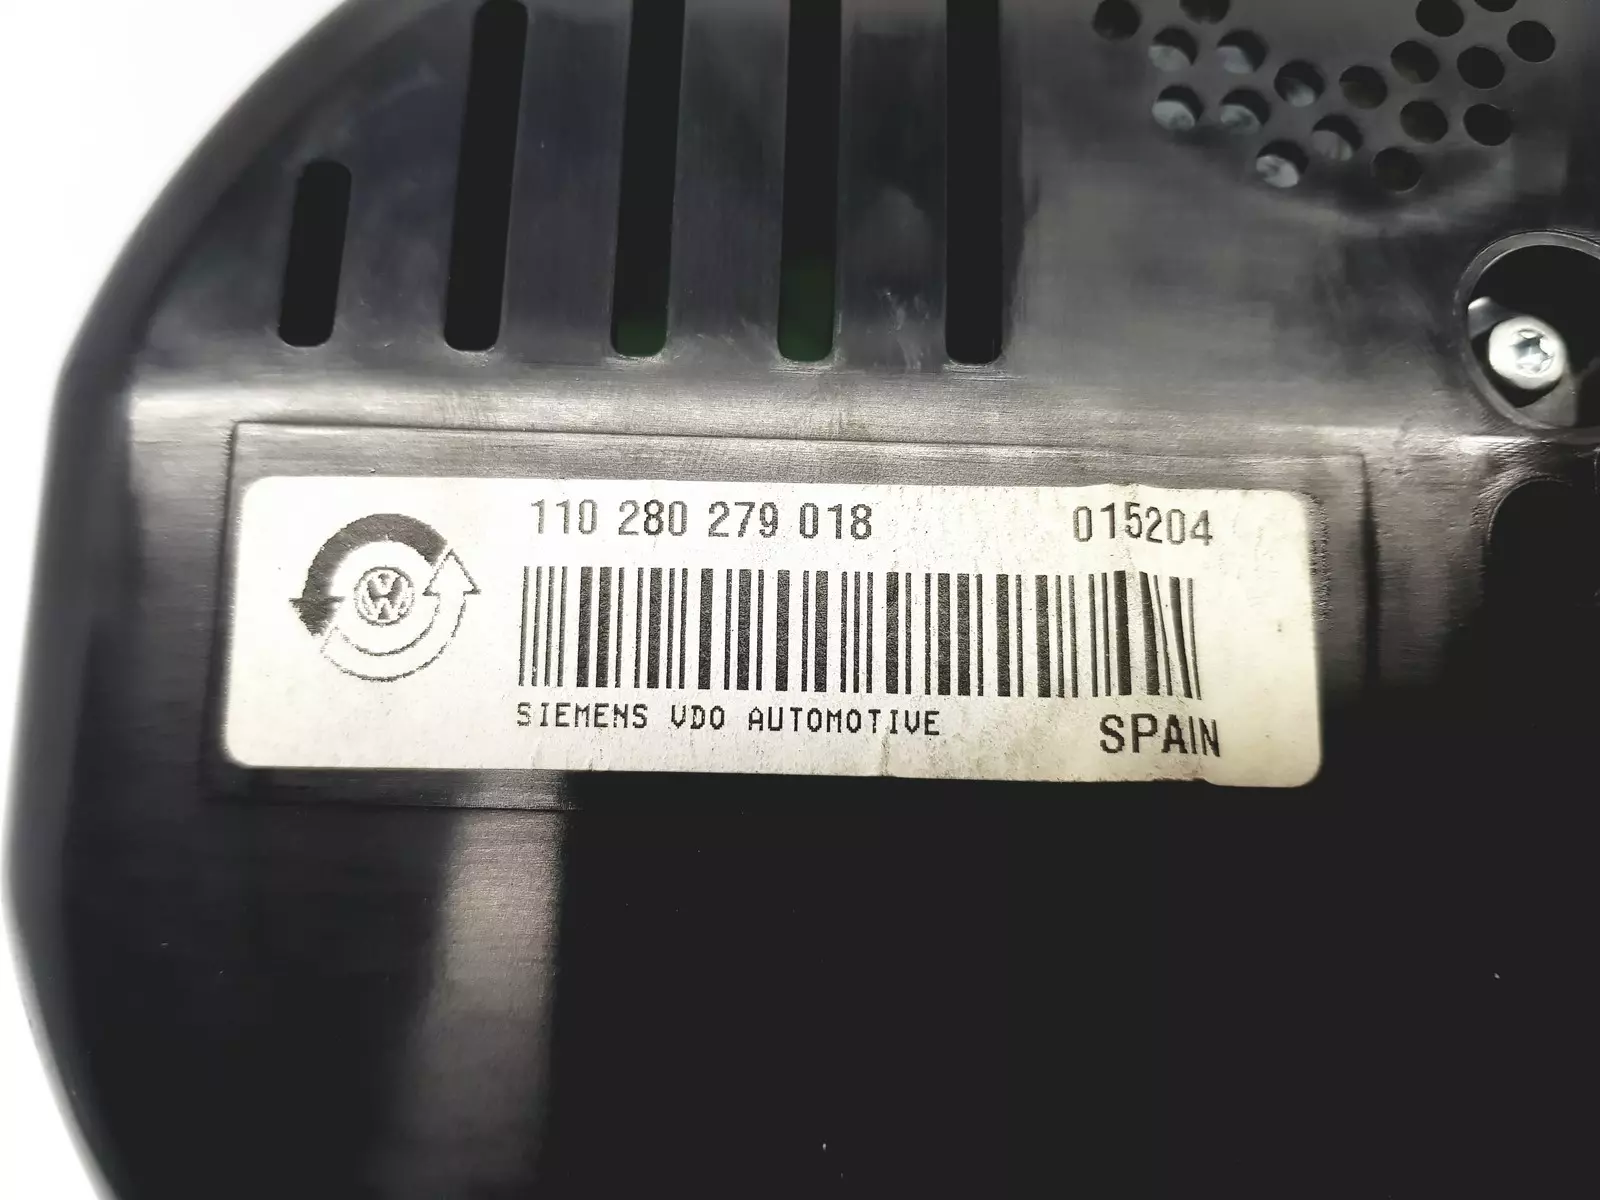 110 280 279 018 015204
SIEMENS VDO AUTOMOTIVE
SPAIN